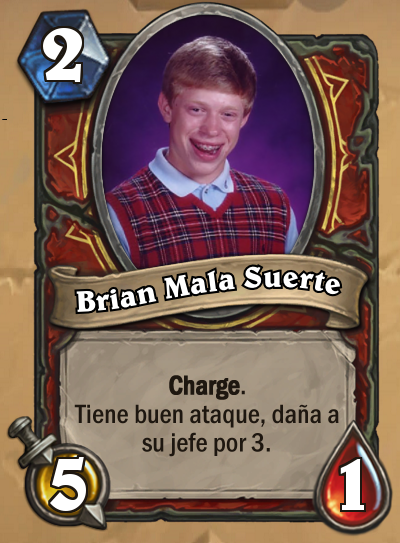 2
Brian Mala Suerte
Charge.
Tiene buen ataque, daña a
su jefe por 3.
5
1